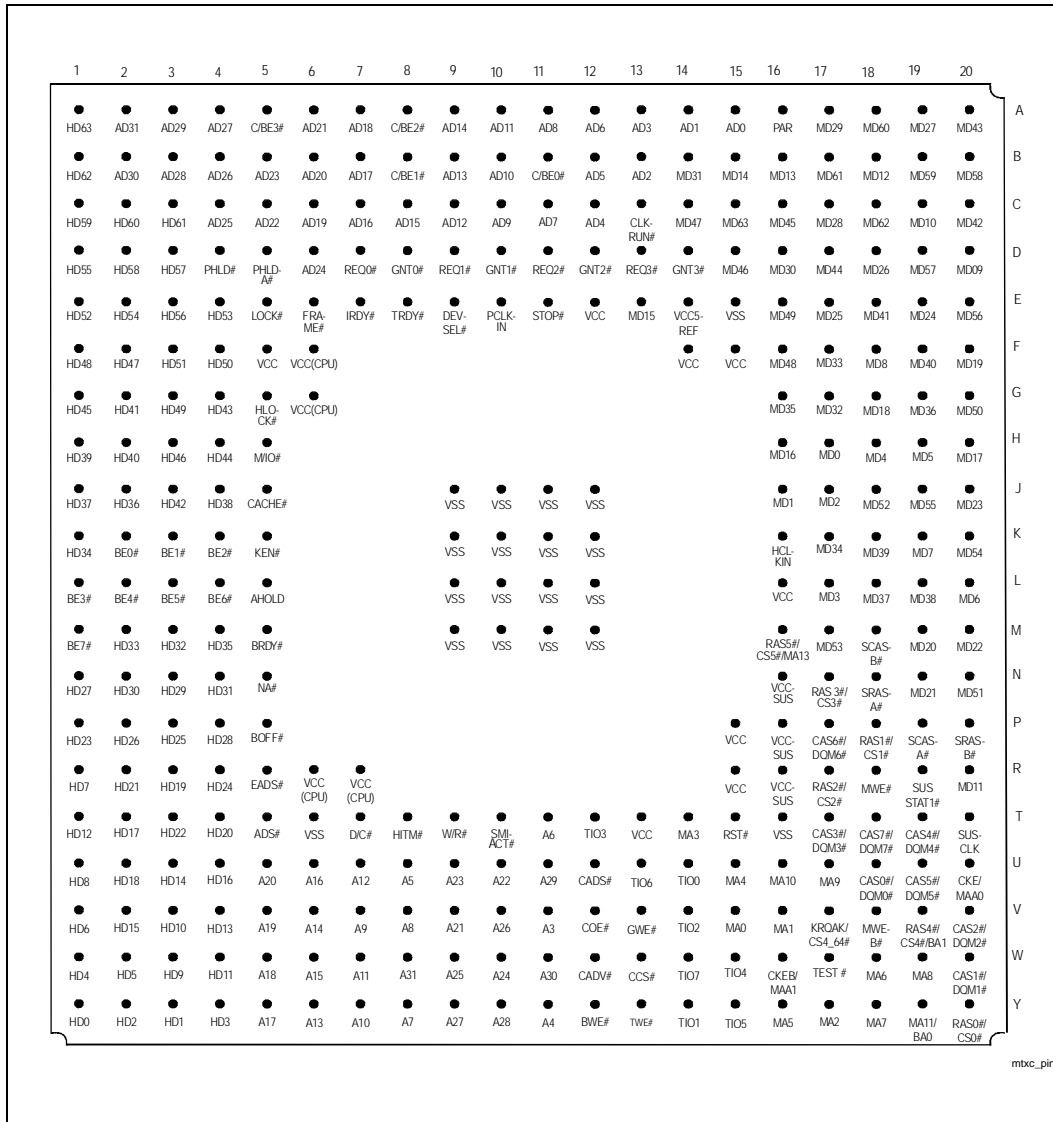 1 2 3 4 5 6 7 8 9 10 11 12 13 14 15 16 17 18 19 20
A
HD63 AD31 AD29 AD27 C/BE3# AD21 AD18 C/BE2# AD14 AD11 AD8 AD6 AD3 AD1 AD0 PAR MD29 MD60 MD27 MD43
B
HD62 AD30 AD28 AD26 AD23 AD20 AD17 C/BE1# AD13 AD10 C/BE0# AD5 AD2 MD31 MD14 MD13 MD61 MD12 MD59 MD58
C
HD59 HD60 HD61 AD25 AD22 AD19 AD16 AD15 AD12 AD9 AD7 AD4 CLK- MD47 MD63 MD45 MD28 MD62 MD10 MD42
RUN#
D
HD55 HD58 HD57 PHLD# PHLD- AD24 REQ0# GNT0# REQ1# GNT1# REQ2# GNT2# REQ3# GNT3# MD46 MD30 MD44 MD26 MD57 MD09
A#
E
HD52 HD54 HD56 HD53 LOCK# FRA- IRDY# TRDY# DEV- PCLK- STOP# VCC MD15 VCC5- VSS MD49 MD25 MD41 MD24 MD56
ME# SEL# IN REF
F
HD48 HD47 HD51 HD50 VCC VCC(CPU) VCC VCC MD48 MD33 MD8 MD40 MD19
G
HD45 HD41 HD49 HD43 HLO- VCC(CPU) MD35 MD32 MD18 MD36 MD50
CK#
H
HD39 HD40 HD46 HD44 M/IO# MD16 MD0 MD4 MD5 MD17
J
HD37 HD36 HD42 HD38 CACHE# VSS VSS VSS VSS MD1 MD2 MD52 MD55 MD23
K
HD34 BE0# BE1# BE2# KEN# VSS VSS VSS VSS HCL- MD34 MD39 MD7 MD54
KIN
L
BE3# BE4# BE5# BE6# AHOLD VSS VSS VSS VSS VCC MD3 MD37 MD38 MD6
M
BE7# HD33 HD32 HD35 BRDY# VSS VSS VSS VSS RAS5#/ MD53 SCAS- MD20 MD22
CS5#/MA13 B#
N
HD27 HD30 HD29 HD31 NA# VCC- RAS 3#/ SRAS- MD21 MD51
SUS CS3# A#
P
HD23 HD26 HD25 HD28 BOFF# VCC VCC- CAS6#/ RAS1#/ SCAS- SRAS-
SUS DQM6# CS1# A# B#
R
HD7 HD21 HD19 HD24 EADS# VCC VCC VCC VCC- RAS2#/ MWE# SUS MD11
(CPU) (CPU) SUS CS2# STAT1#
T
HD12 HD17 HD22 HD20 ADS# VSS D/C# HITM# W/R# SMI- A6 TIO3 VCC MA3 RST# VSS CAS3#/ CAS7#/ CAS4#/ SUS-
ACT# DQM3# DQM7# DQM4# CLK
U
HD8 HD18 HD14 HD16 A20 A16 A12 A5 A23 A22 A29 CADS# TIO6 TIO0 MA4 MA10 MA9 CAS0#/ CAS5#/ CKE/
DQM0# DQM5# MAA0
V
HD6 HD15 HD10 HD13 A19 A14 A9 A8 A21 A26 A3 COE# GWE# TIO2 MA0 MA1 KRQAK/ MWE- RAS4#/ CAS2#/
CS4_64# B# CS4#/BA1 DQM2#
W
HD4 HD5 HD9 HD11 A18 A15 A11 A31 A25 A24 A30 CADV# CCS# TIO7 TIO4 CKEB/ TEST # MA6 MA8 CAS1#/
MAA1 DQM1#
Y
HD0 HD2 HD1 HD3 A17 A13 A10 A7 A27 A28 A4 BWE# TWE# TIO1 TIO5 MA5 MA2 MA7 MA11/ RAS0#/
BA0 CS0#
mtxc_pin